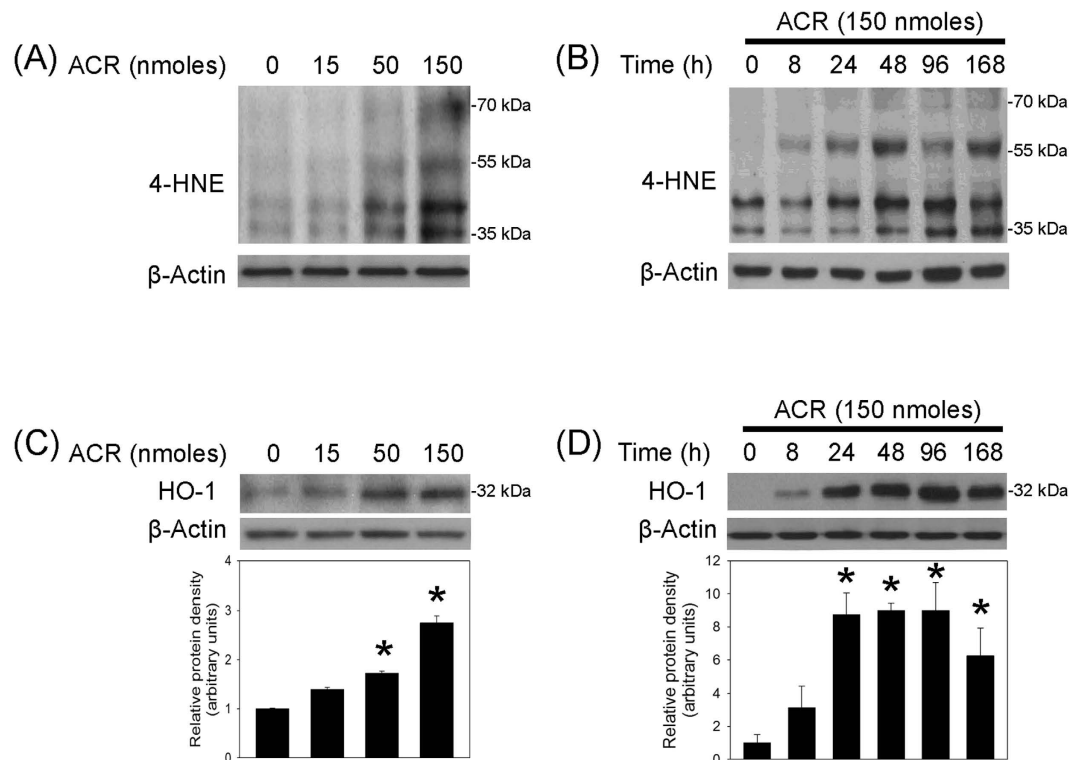 (A) ACR (nmoles) 0 15 50 150
-70 kDa
-55 kDa
4-HNE
-35 kDa
β-Actin
ACR (150 nmoles)
(B) Time (h) 0 8 24 48 96 168
-70 kDa
-55 kDa
4-HNE
-35 kDa
β-Actin
(C) ACR (nmoles) 0 15 50 150
HO-1 -32 kDa
β-Actin
Relative protein density
(arbitrary units)
4
3
2
1
0
* *
ACR (150 nmoles)
(D) Time (h) 0 8 24 48 96 168
HO-1 -32 kDa
β-Actin
Relative protein density
(arbitrary units)
12
10
8
6
4
2
0
* * * *